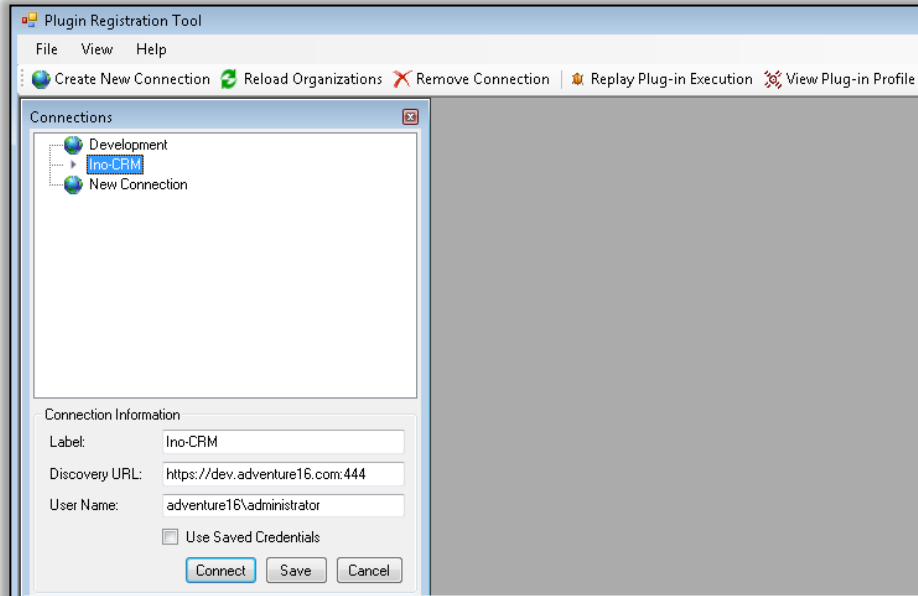 Plugin Registration Tool
File View Help
Create New Connection Reload Organizations Remove Connection Replay Plug-in Execution View Plug-in Profile
Connections
Development
Ino-CRM
New Connection
Connection Information
Label: Ino-CRM
Discovery URL: https://dev.adventure16.com:444
User Name: adventure16\administrator
Use Saved Credentials
Connect Save Cancel